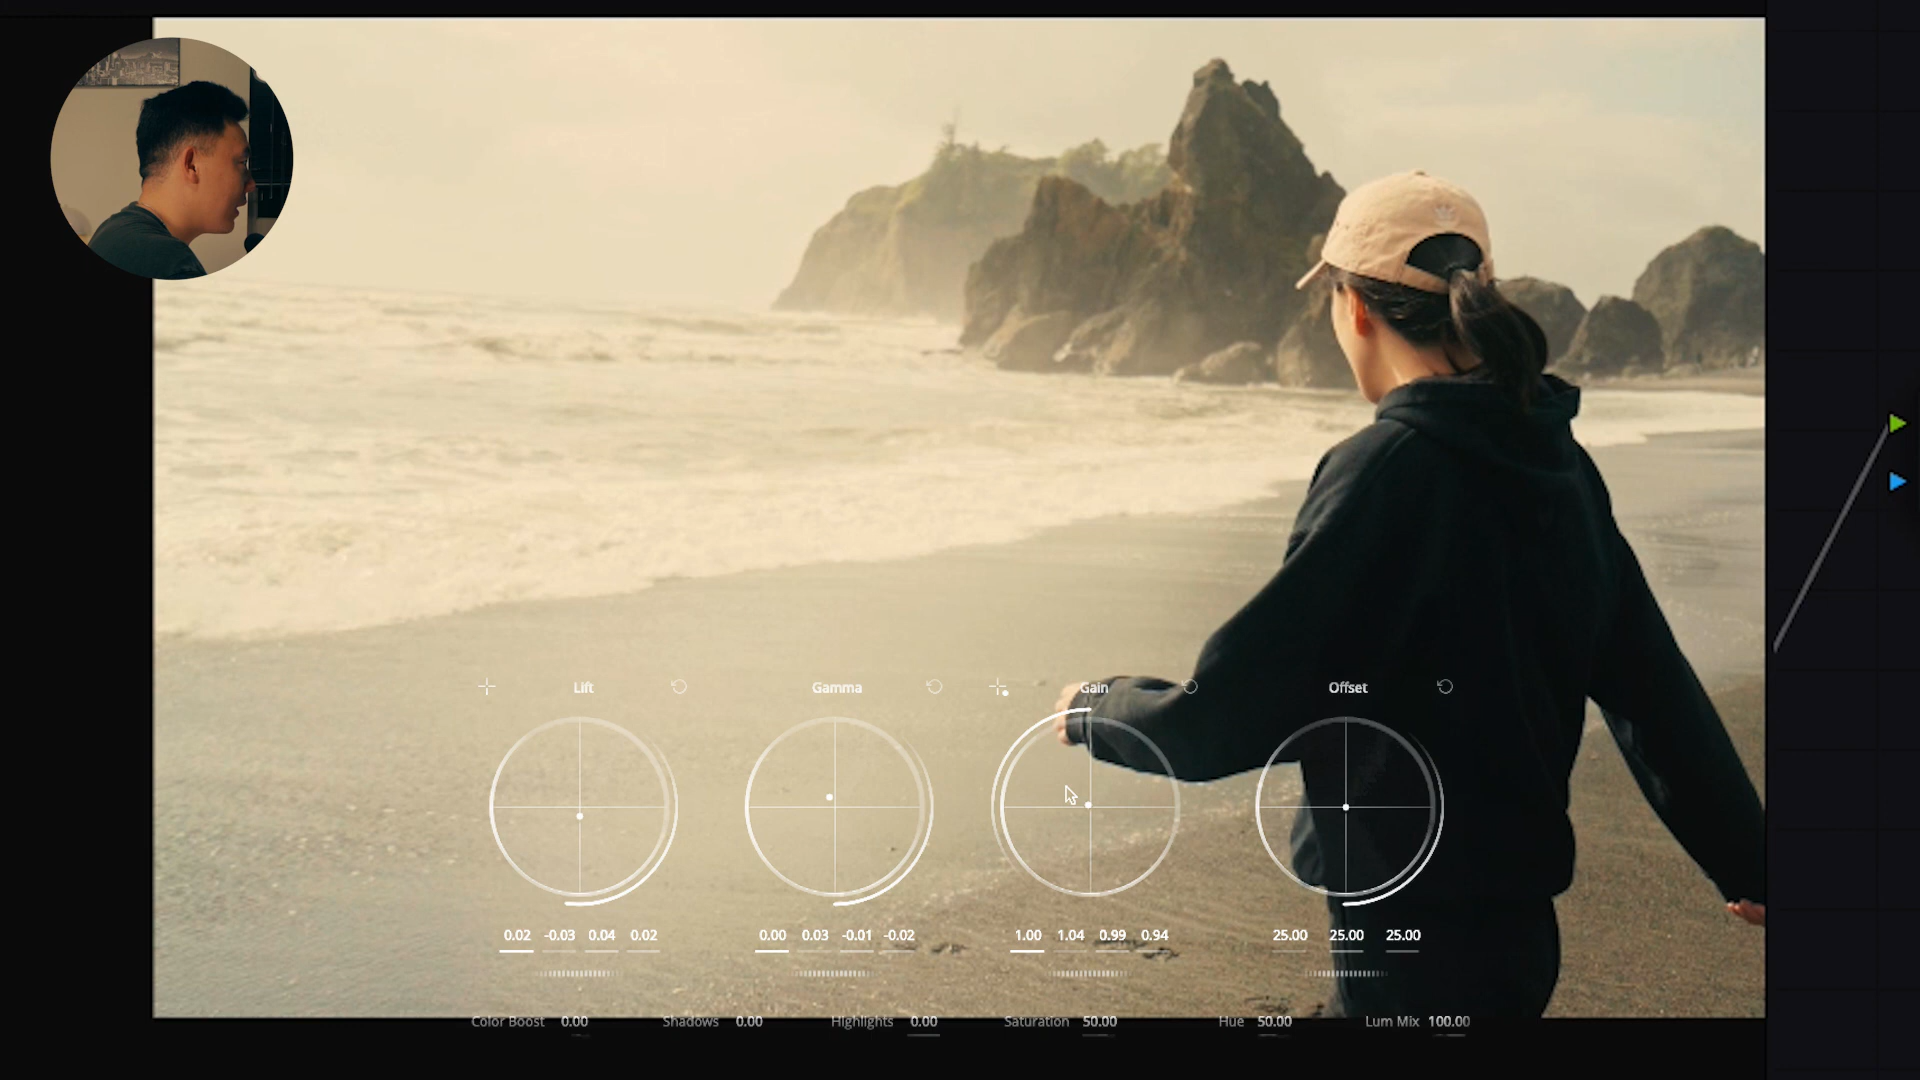 Lift Gamma Gain Offset
0.02 -0.03 0.04 0.02 0.00 0.03 -0.01 -0.02 1.00 1.04 0.99 0.94 25.00 25.00 25.00
Color Boost 0.00 Shadows 0.00 Highlights 0.00 Saturation 50.00 Hue 50.00 Lum Mix 100.00